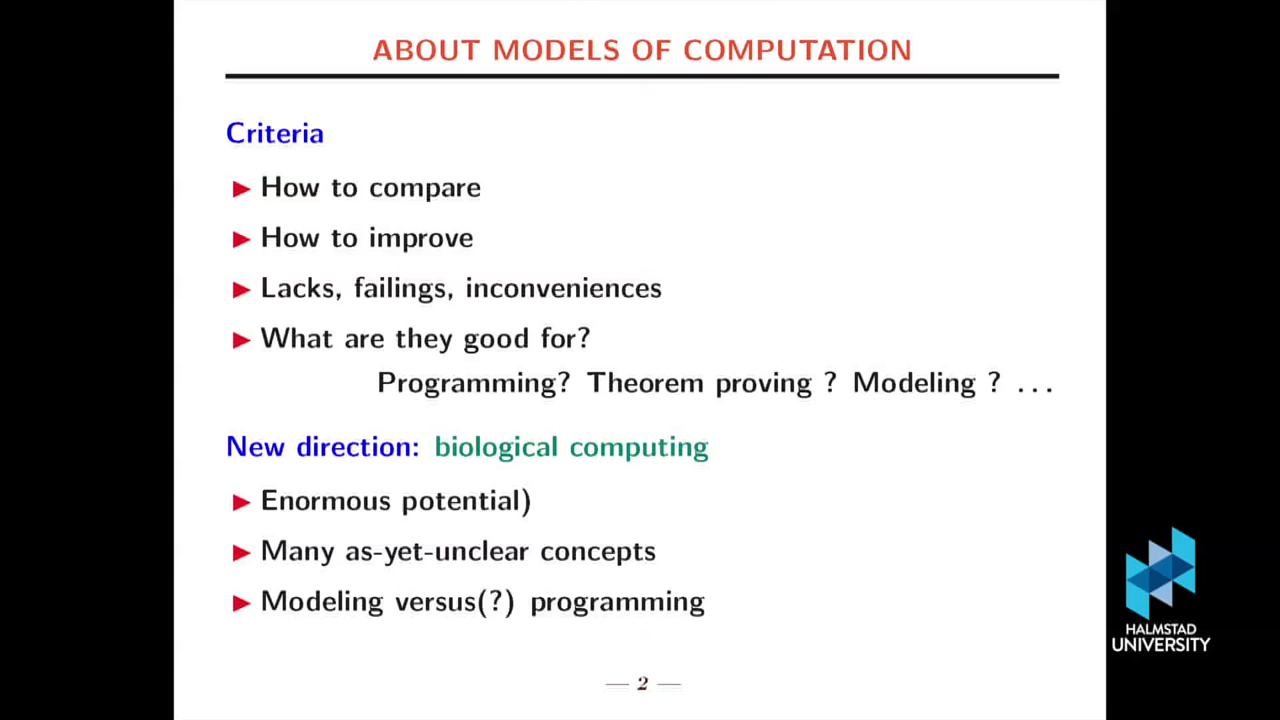 ABOUT MODELS OF COMPUTATION
Criteria
► How to compare
► How to improve
► Lacks, failings, inconveniences
► What are they good for?
Programming? Theorem proving ? Modeling ? ...
New direction: biological computing
► Enormous potential)
► Many as-yet-unclear concepts
► Modeling versus(?) programming
— 2 —
HALMSTAD
UNIVERSITY